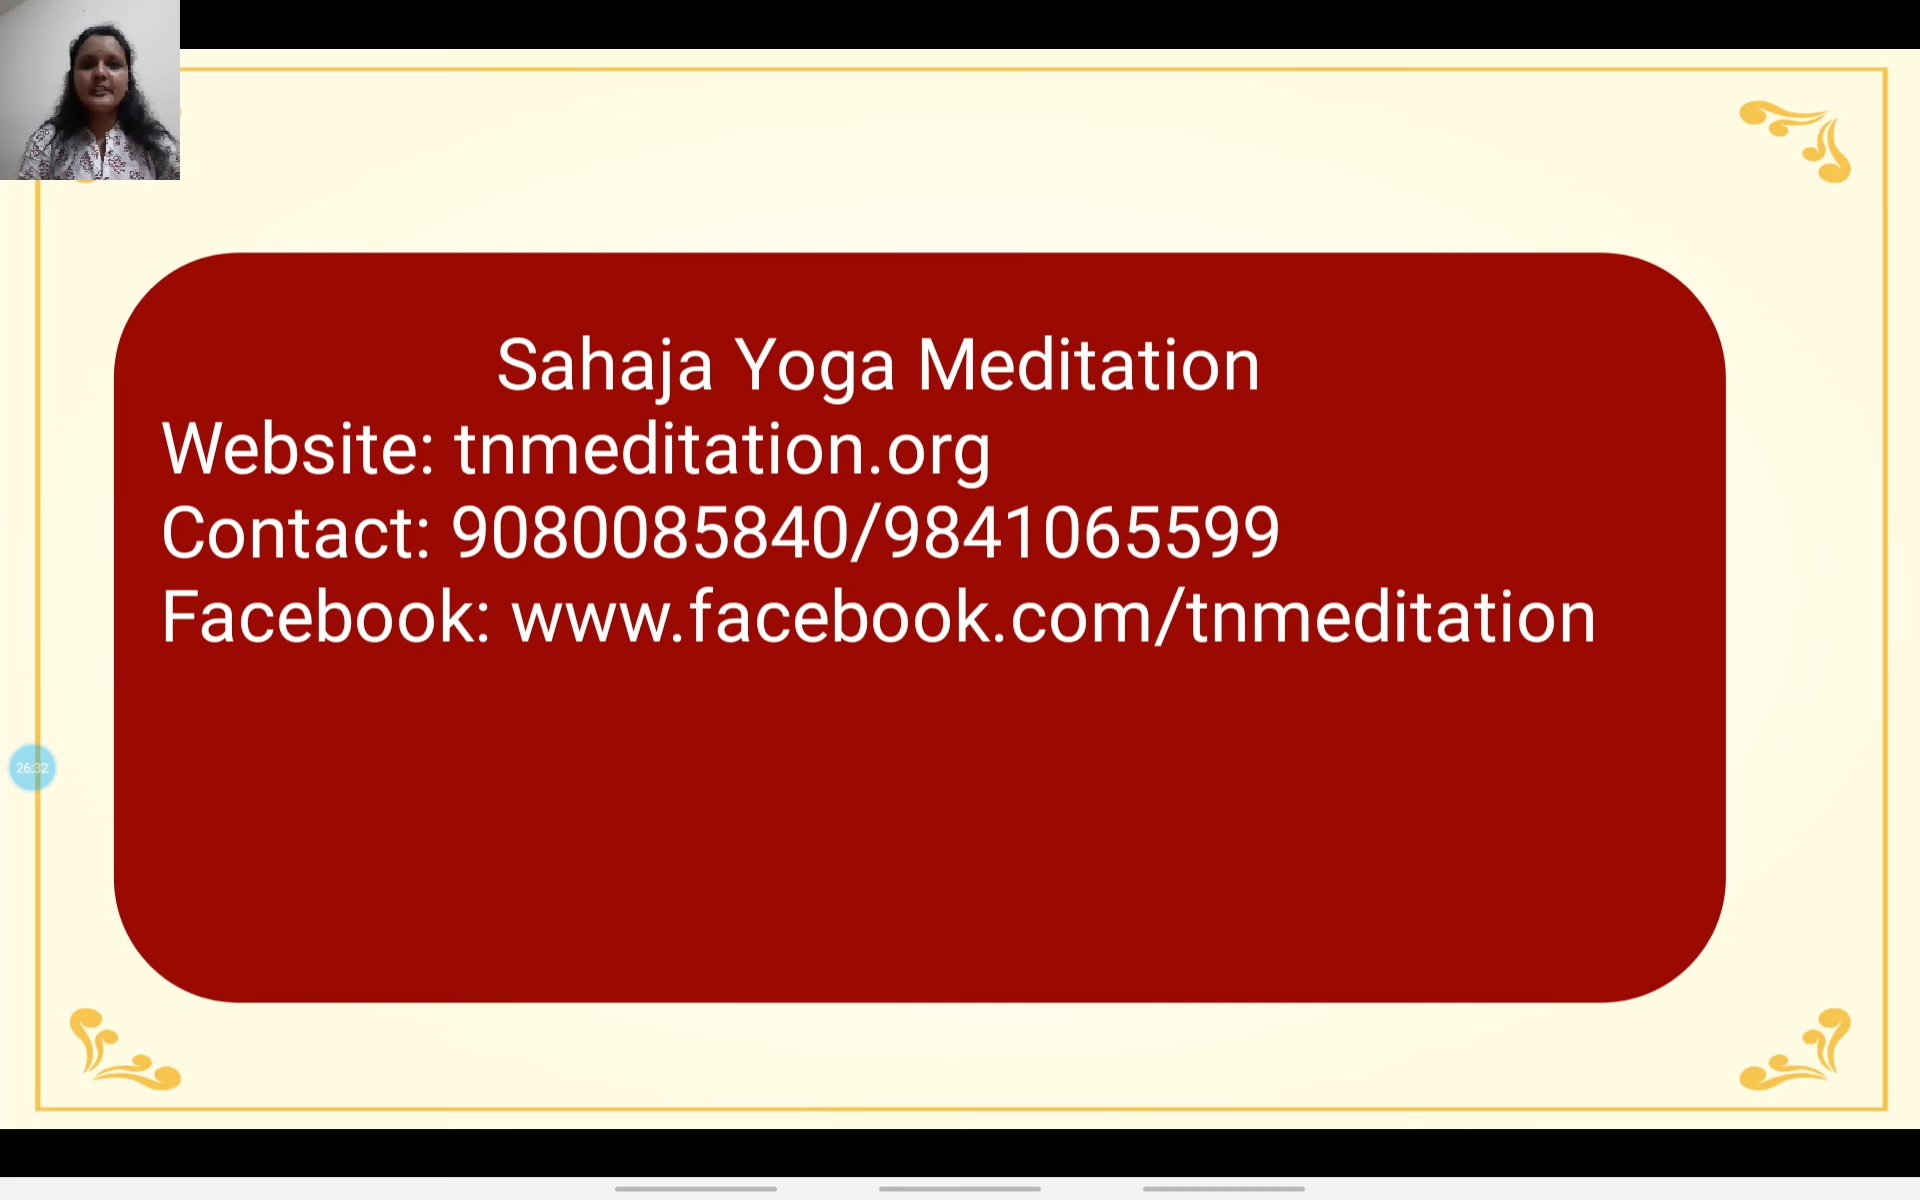 Sahaja Yoga Meditation
Website: tnmeditation.org
Contact: 9080085840/9841065599
Facebook: www.facebook.com/tnmeditation
26:32